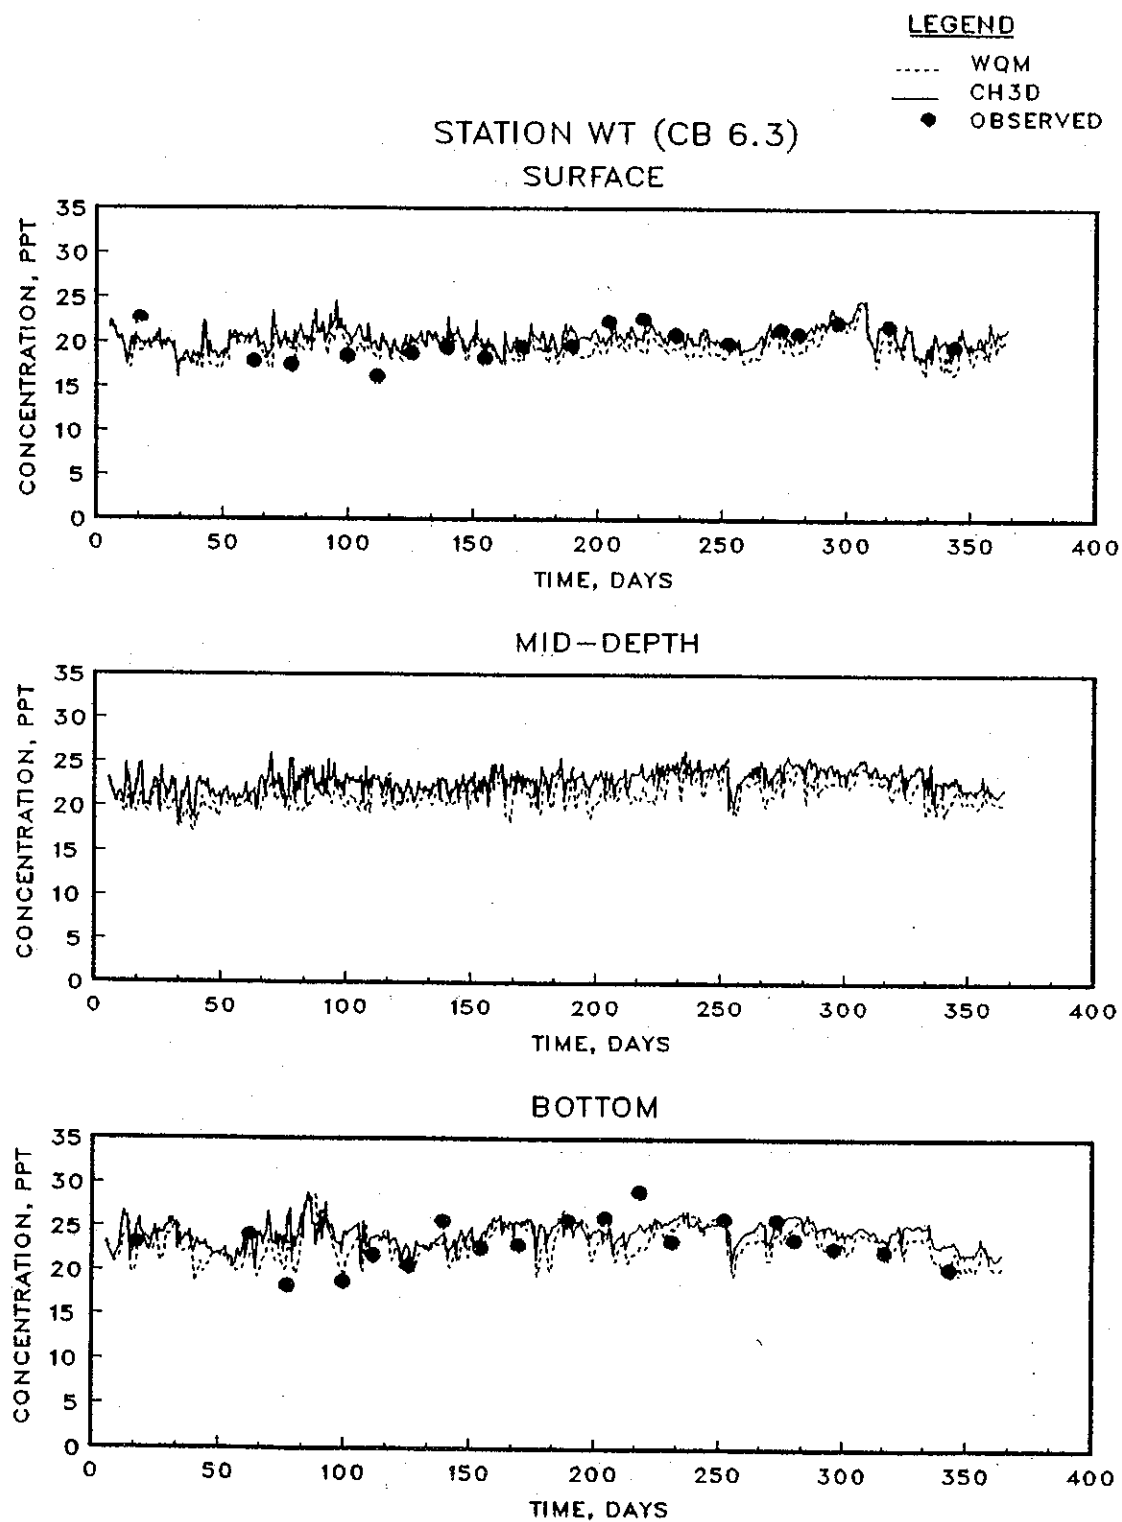 LEGEND
WQM
CH3D
OBSERVED
STATION WT (CB 6.3)
SURFACE
CONCENTRATION, PPT
35
30
25
20
15
10
5
0
0 50 100 150 200 250 300 350 400
TIME, DAYS
MID-DEPTH
CONCENTRATION, PPT
35
30
25
20
15
10
5
0
0 50 100 150 200 250 300 350 400
TIME, DAYS
BOTTOM
CONCENTRATION, PPT
35
30
25
20
15
10
5
0
0 50 100 150 200 250 300 350 400
TIME, DAYS